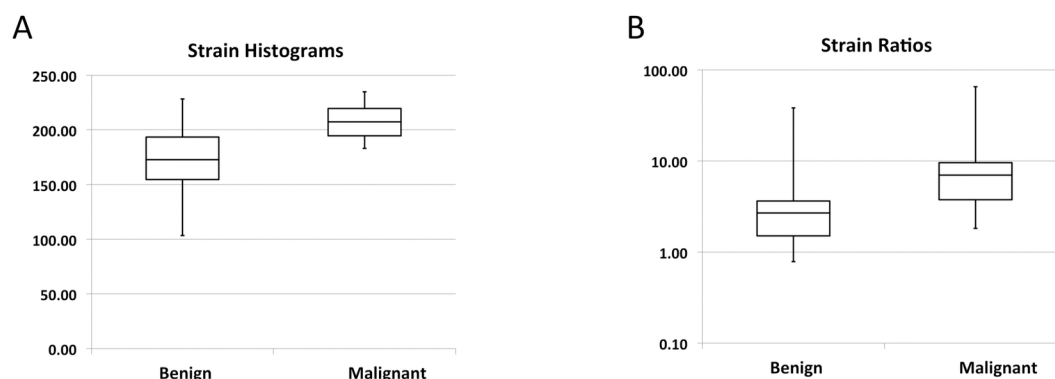 A
Strain Histograms
250.00
200.00
150.00
100.00
50.00
0.00
Benign Malignant
B
Strain Ratios
100.00
10.00
1.00
0.10
Benign Malignant